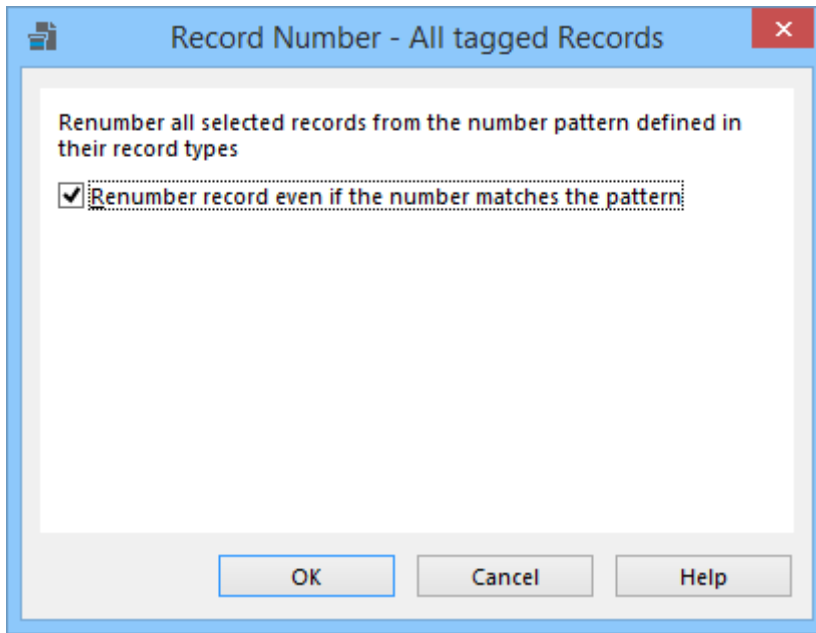 Record Number - All tagged Records
Renumber all selected records from the number pattern defined in
their record types
Renumber record even if the number matches the pattern
OK Cancel Help